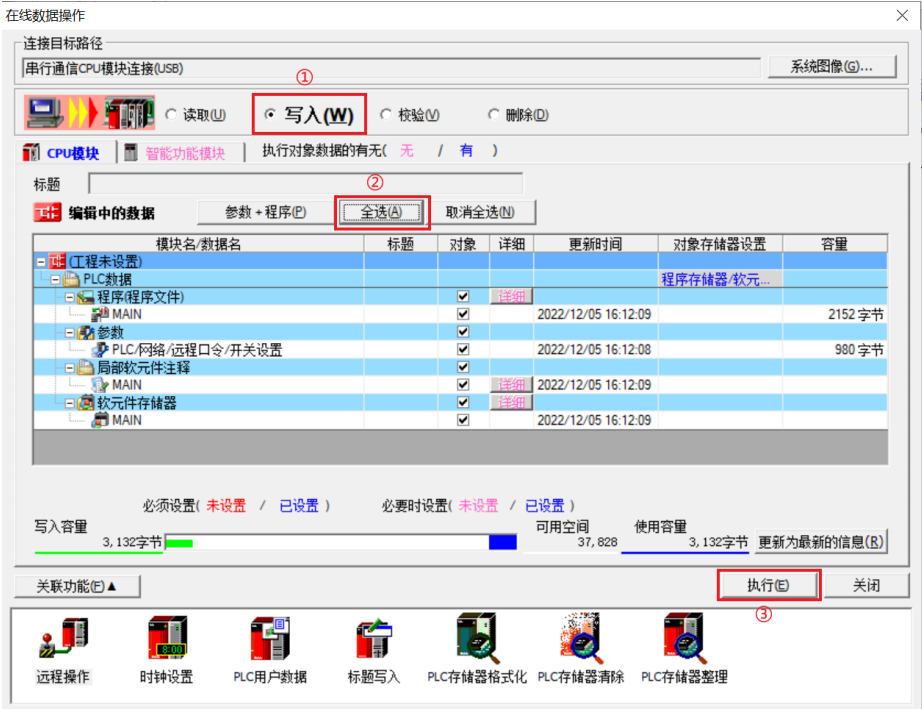 在线数据操作
连接目标路径
串行通信CPU模块连接(USB)
系统图像(G)...
①
读取(U)
写入(W)
校验(V)
删除(D)
CPU模块
智能功能模块
执行对象数据的有无( 无 / 有 )
标题
②
编辑中的数据
参数+程序(P)
全选(A)
取消全选(N)
模块名/数据名 标题 对象 详细 更新时间 对象存储器设置 容量
(工程未设置)
PLC数据 程序存储器/软元...
程序(程序文件) 详细
MAIN 2022/12/05 16:12:09 2152 字节
参数
PLC/网络/远程口令/开关设置 2022/12/05 16:12:08 980 字节
局部软元件注释
MAIN 详细 2022/12/05 16:12:09
软元件存储器 详细
MAIN 2022/12/05 16:12:09
必须设置( 未设置 / 已设置 ) 必要时设置( 未设置 / 已设置 )
写入容量 可用空间 使用容量
3,132字节 37,828 3,132字节 更新为最新的信息(R)
关联功能(F)▲ 执行(E) 关闭
③
远程操作 时钟设置 PLC用户数据 标题写入 PLC存储器格式化 PLC存储器清除 PLC存储器整理